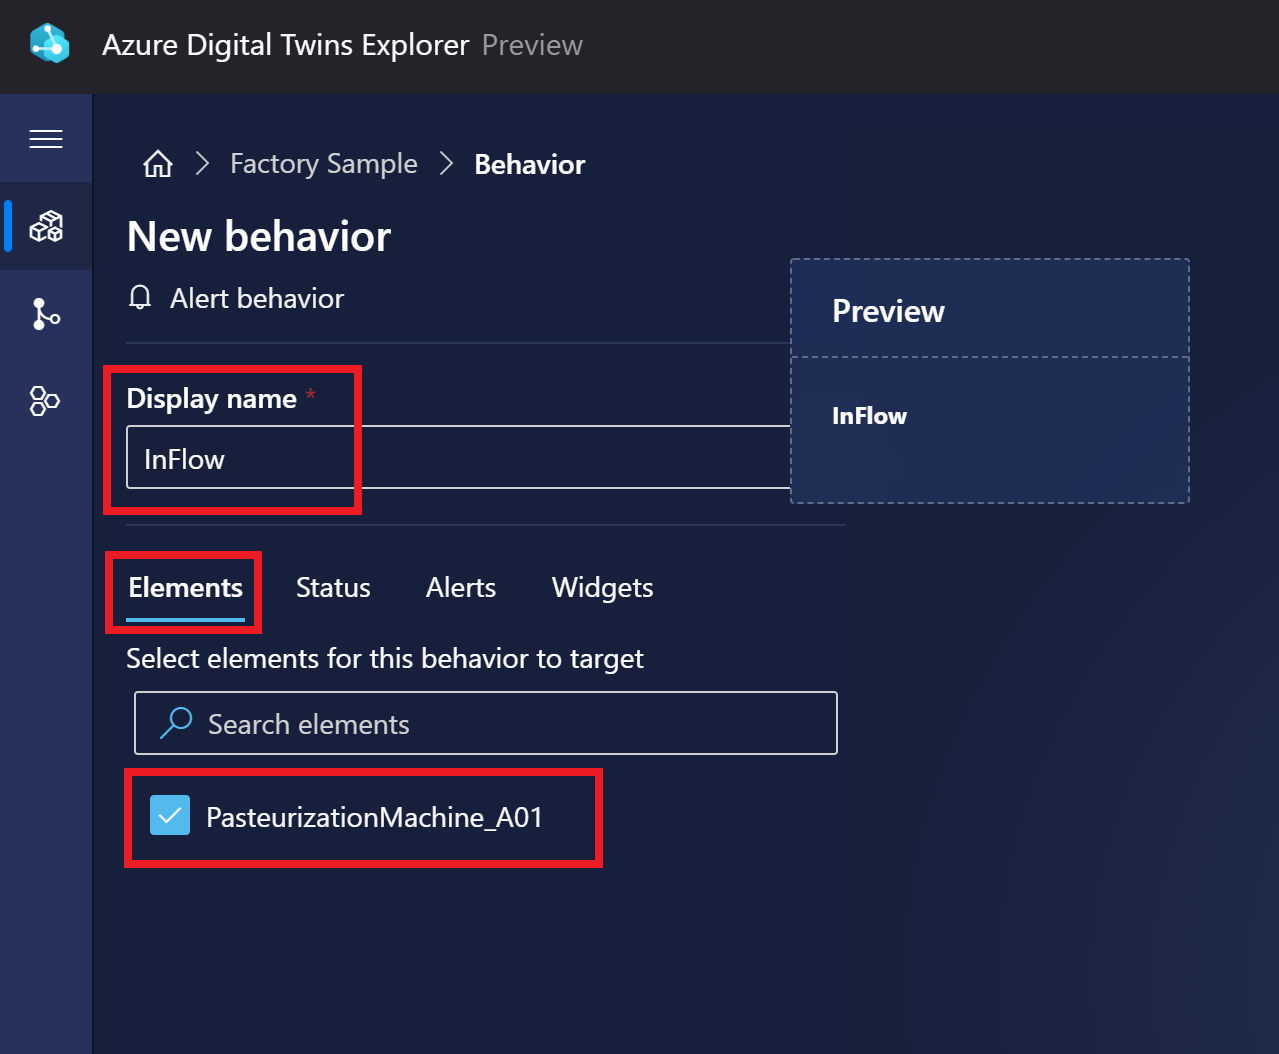 Azure Digital Twins Explorer Preview
Factory Sample Behavior
New behavior
Alert behavior
Preview
Display name *
InFlow
InFlow
Elements Status Alerts Widgets
Select elements for this behavior to target
Search elements
PasteurizationMachine_A01